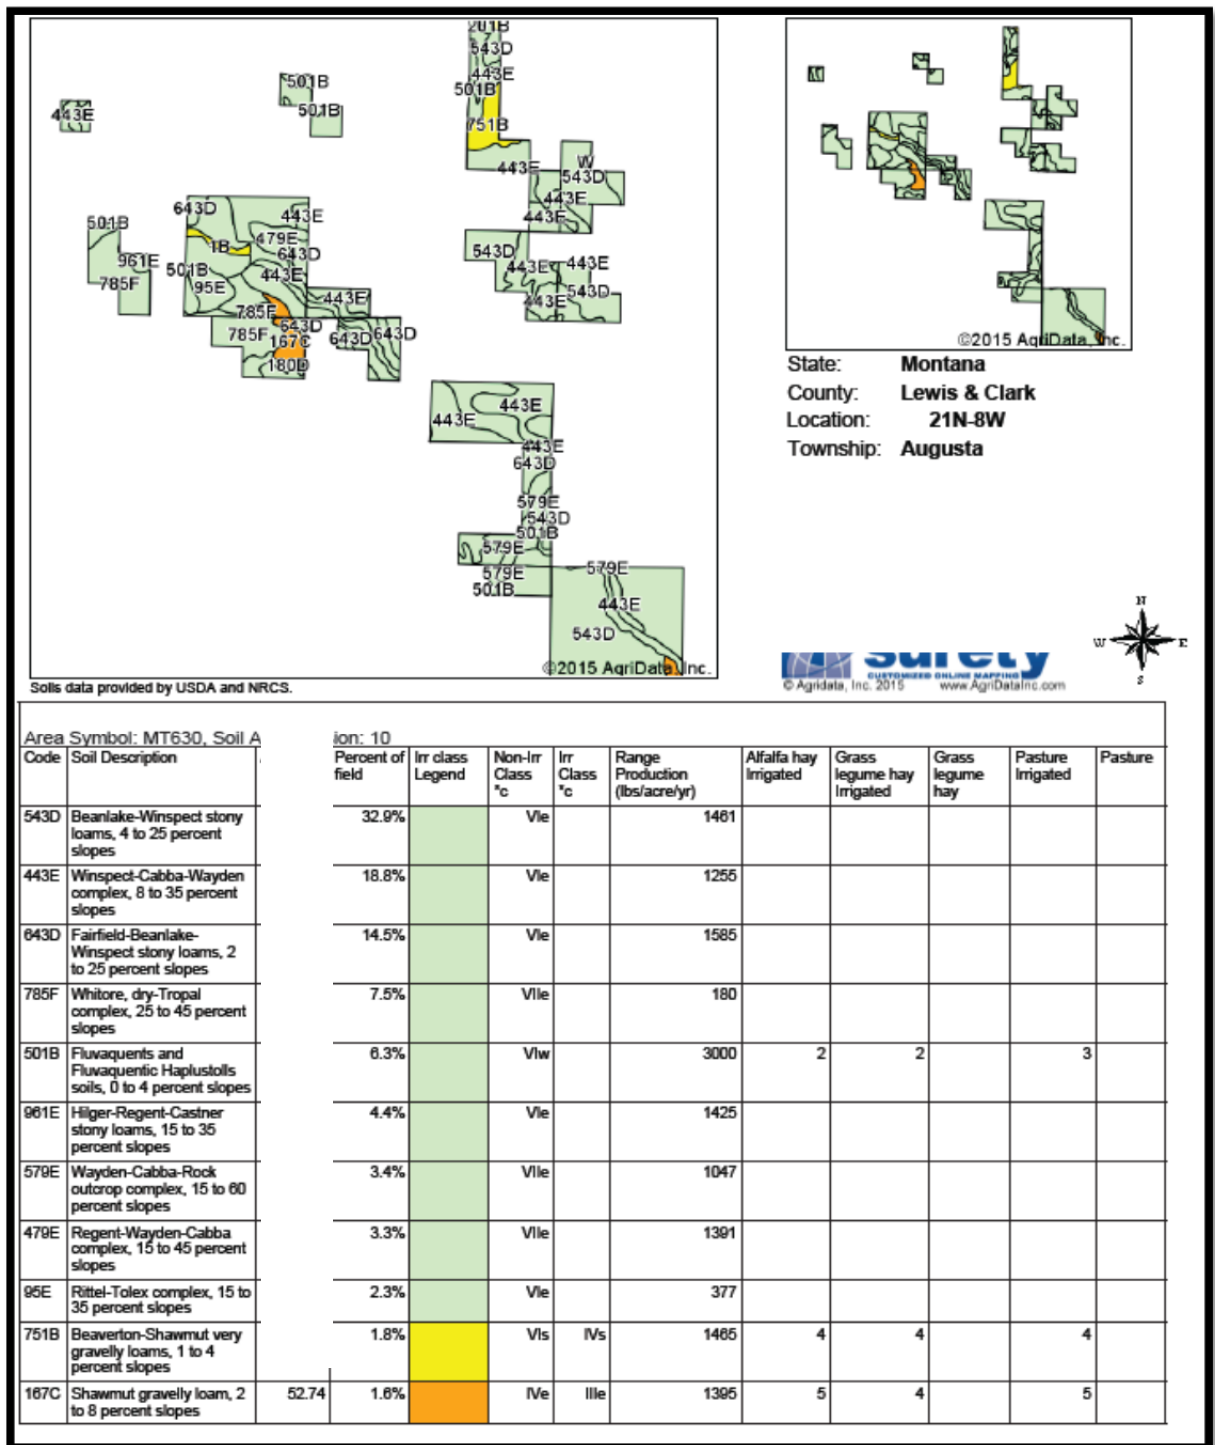 201B
543D
443E
501B
751B
501B
501B
443E
443E
W
543D
443E
443E
643D
443E
479E
1B
643D
501B
443E
95E
501B
961E
785F
543D
443E
443E
543D
443E
443E
785F
643D
785F
167C
643D
643D
180D
443E
443E
443E
643D
579E
543D
501B
579E
579E
501B
579E
443E
543D
©2015 AgriData, Inc.
©2015 AgriData, Inc.
State: Montana
County: Lewis & Clark
Location: 21N-8W
Township: Augusta
N
W E
S
Soils data provided by USDA and NRCS.
surety
CUSTOMIZED ONLINE MAPPING
© Agridata, Inc. 2015 www.AgriDataInc.com
Area Symbol: MT630, Soil A ion: 10
Code Soil Description Percent of field Irr class Legend Non-Irr Class *c Irr Class *c Range Production (lbs/acre/yr) Alfalfa hay Irrigated Grass legume hay Irrigated Grass legume hay Pasture Irrigated Pasture
543D Beanlake-Winspect stony loams, 4 to 25 percent slopes 32.9% VIe 1461
443E Winspect-Cabba-Wayden complex, 8 to 35 percent slopes 18.8% VIe 1255
643D Fairfield-Beanlake-Winspect stony loams, 2 to 25 percent slopes 14.5% VIe 1585
785F Whitore, dry-Tropal complex, 25 to 45 percent slopes 7.5% VIIe 180
501B Fluvaquents and Fluvaquentic Haplustolls soils, 0 to 4 percent slopes 6.3% VIw 3000 2 2 3
961E Hilger-Regent-Castner stony loams, 15 to 35 percent slopes 4.4% VIe 1425
579E Wayden-Cabba-Rock outcrop complex, 15 to 60 percent slopes 3.4% VIIe 1047
479E Regent-Wayden-Cabba complex, 15 to 45 percent slopes 3.3% VIIe 1391
95E Rittel-Tolex complex, 15 to 35 percent slopes 2.3% VIe 377
751B Beaverton-Shawmut very gravelly loams, 1 to 4 percent slopes 1.8% VIs IVs 1465 4 4 4
167C Shawmut gravelly loam, 2 to 8 percent slopes 52.74 1.6% IVe IIIe 1395 5 4 5